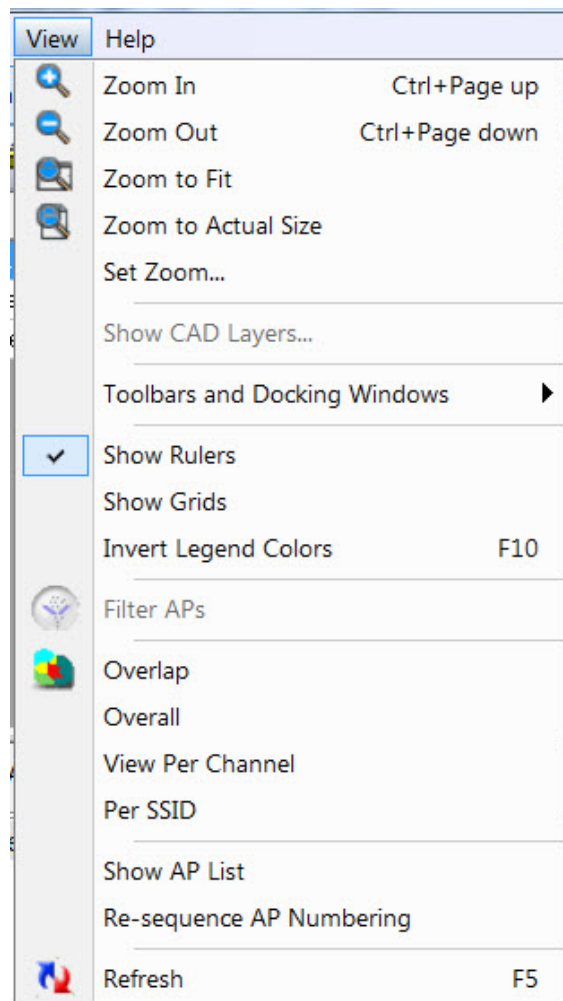 View Help
Zoom In Ctrl+Page up
Zoom Out Ctrl+Page down
Zoom to Fit
Zoom to Actual Size
Set Zoom...
Show CAD Layers...
Toolbars and Docking Windows
Show Rulers
Show Grids
Invert Legend Colors F10
Filter APs
Overlap
Overall
View Per Channel
Per SSID
Show AP List
Re-sequence AP Numbering
Refresh F5